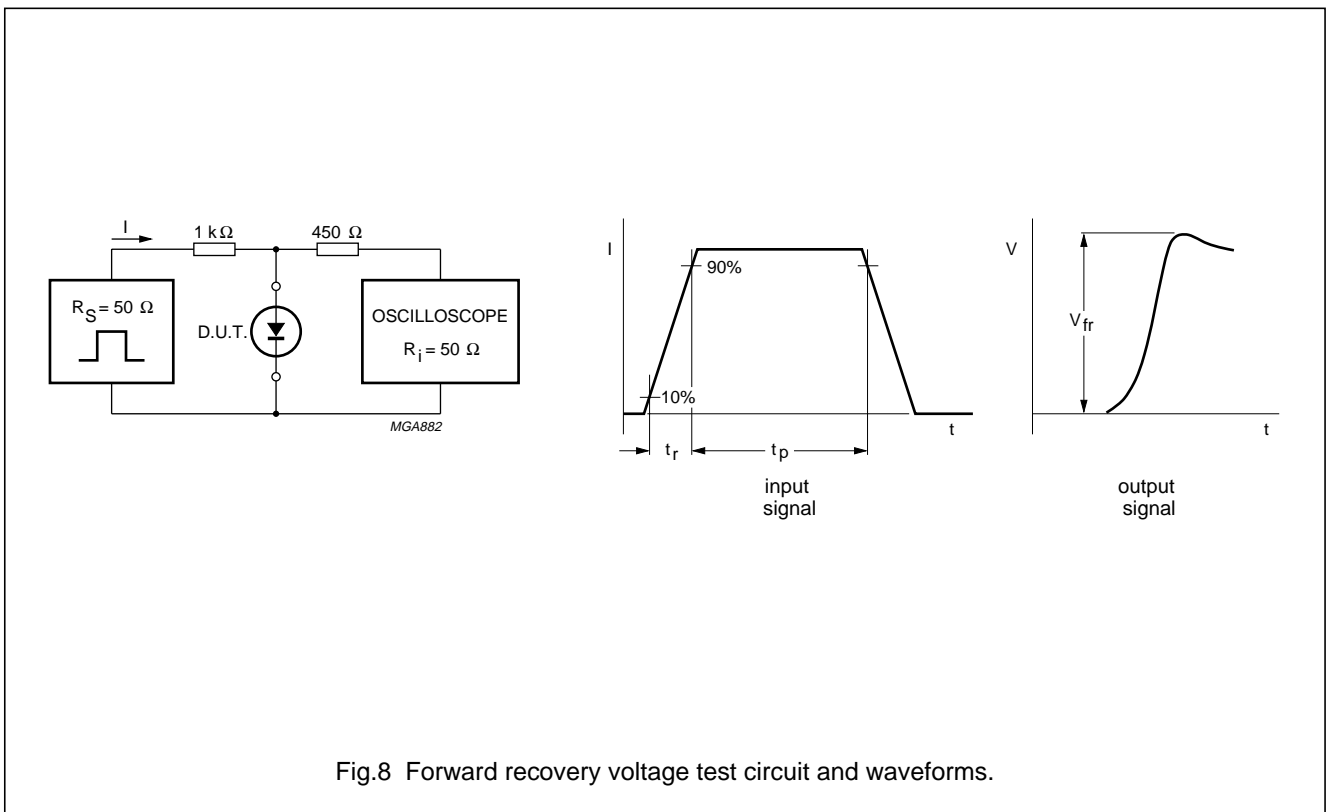 I
1 kΩ
450 Ω
R_S = 50 Ω
D.U.T.
OSCILLOSCOPE
R_i = 50 Ω
MGA882
I
90%
10%
t
t_r
t_p
input
signal
V
V_fr
t
output
signal
Fig.8 Forward recovery voltage test circuit and waveforms.